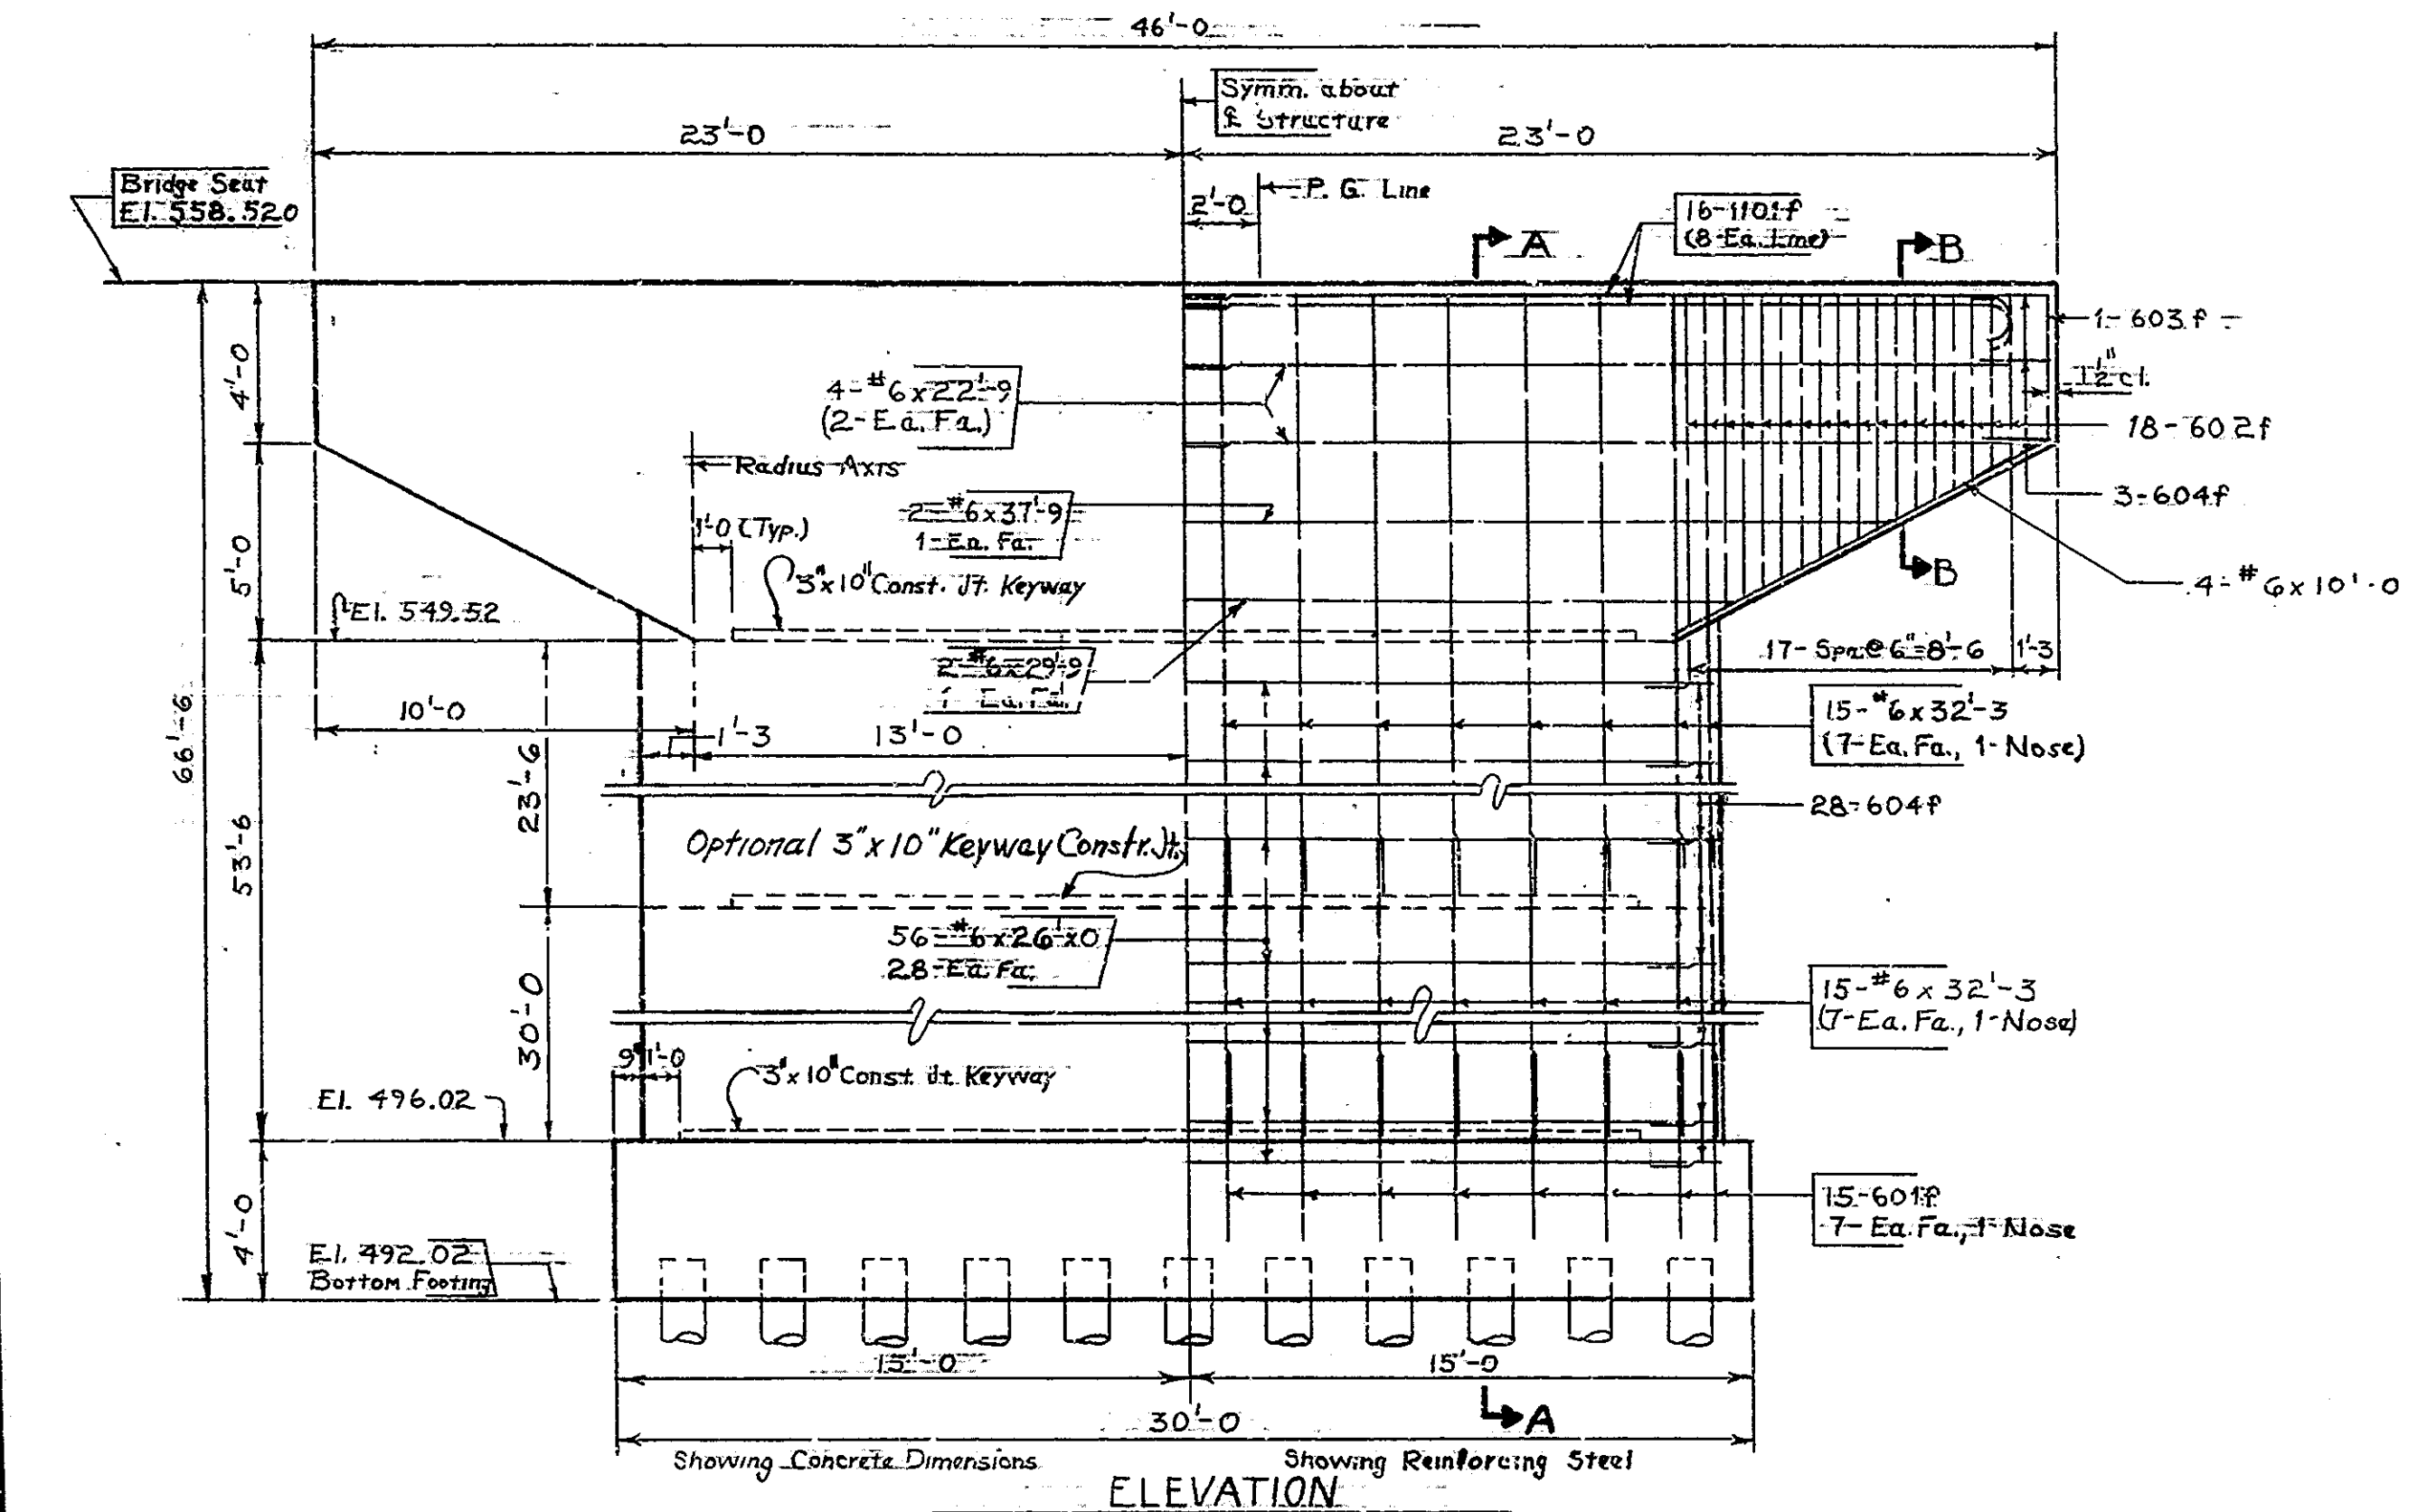 46'-0
Symm. about
℄ Structure
23'-0
23'-0
Bridge Seat
El. 558.520
P. G. Line
2'-0
16-1101f
(8-Ea. Line)
A
B
1-603f
4'-0
4-#6x22'-9
(2-Ea. Fa.)
1½" cl.
18-602f
Radius Axis
3-604f
2-#6x37'-9
1-Ea. Fa.
1'-0 (Typ.)
3"x10" Const. Jt. Keyway
B
4-#6x10'-0
5'-0
El. 549.52
2-#6x29'-9
1-Ea. Fa.
17-Spa@6"=8'-6
1'-3
10'-0
1'-3
13'-0
15-#6x32'-3
(7-Ea. Fa., 1-Nose)
66'-6
23'-6
28-604f
Optional 3"x10" Keyway Constr. Jt.
53'-6
56-#6x26'x0
28-Ea. Fa.
15-#6x32'-3
(7-Ea. Fa., 1-Nose)
30'-0
9"
1'-0
3"x10" Const. Jt. Keyway
El. 496.02
15-601f
7-Ea. Fa., 1-Nose
4'-0
El. 492.02
Bottom Footing
15'-0
15'-0
30'-0
A
Showing Concrete Dimensions
Showing Reinforcing Steel
ELEVATION